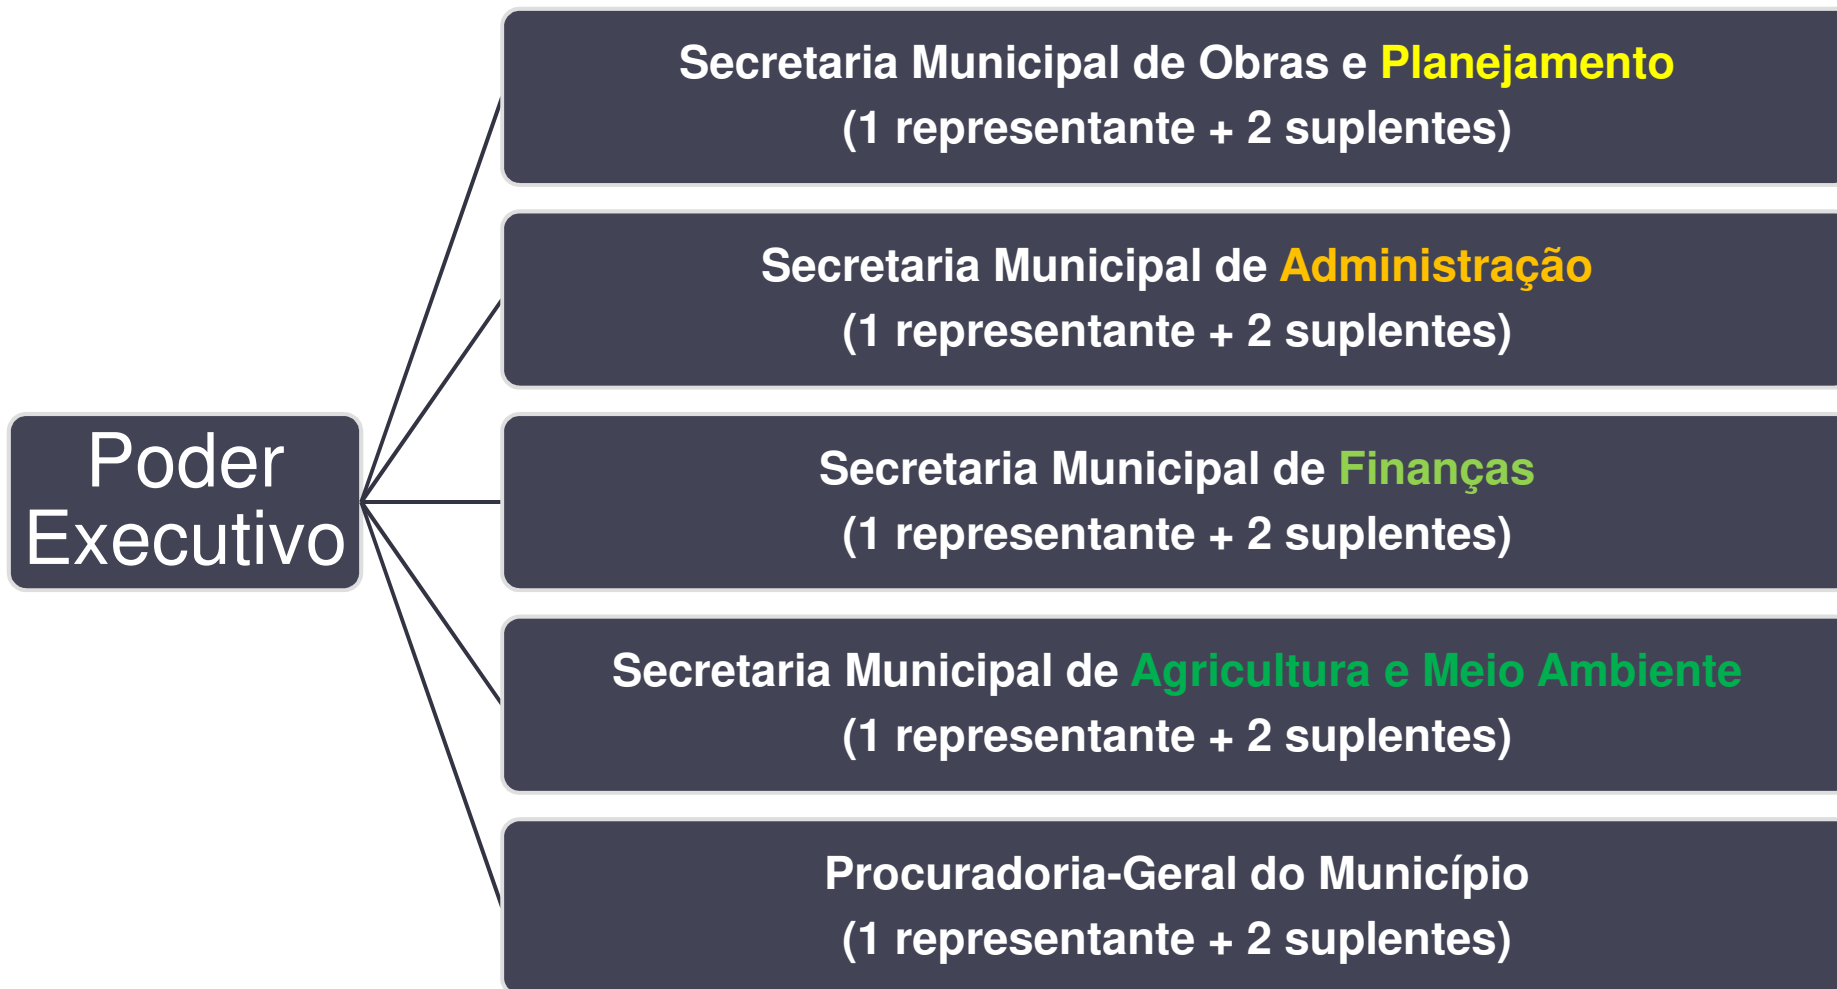 Secretaria Municipal de Obras e Planejamento
(1 representante + 2 suplentes)
Secretaria Municipal de Administração
(1 representante + 2 suplentes)
Poder
Executivo
Secretaria Municipal de Finanças
(1 representante + 2 suplentes)
Secretaria Municipal de Agricultura e Meio Ambiente
(1 representante + 2 suplentes)
Procuradoria-Geral do Município
(1 representante + 2 suplentes)